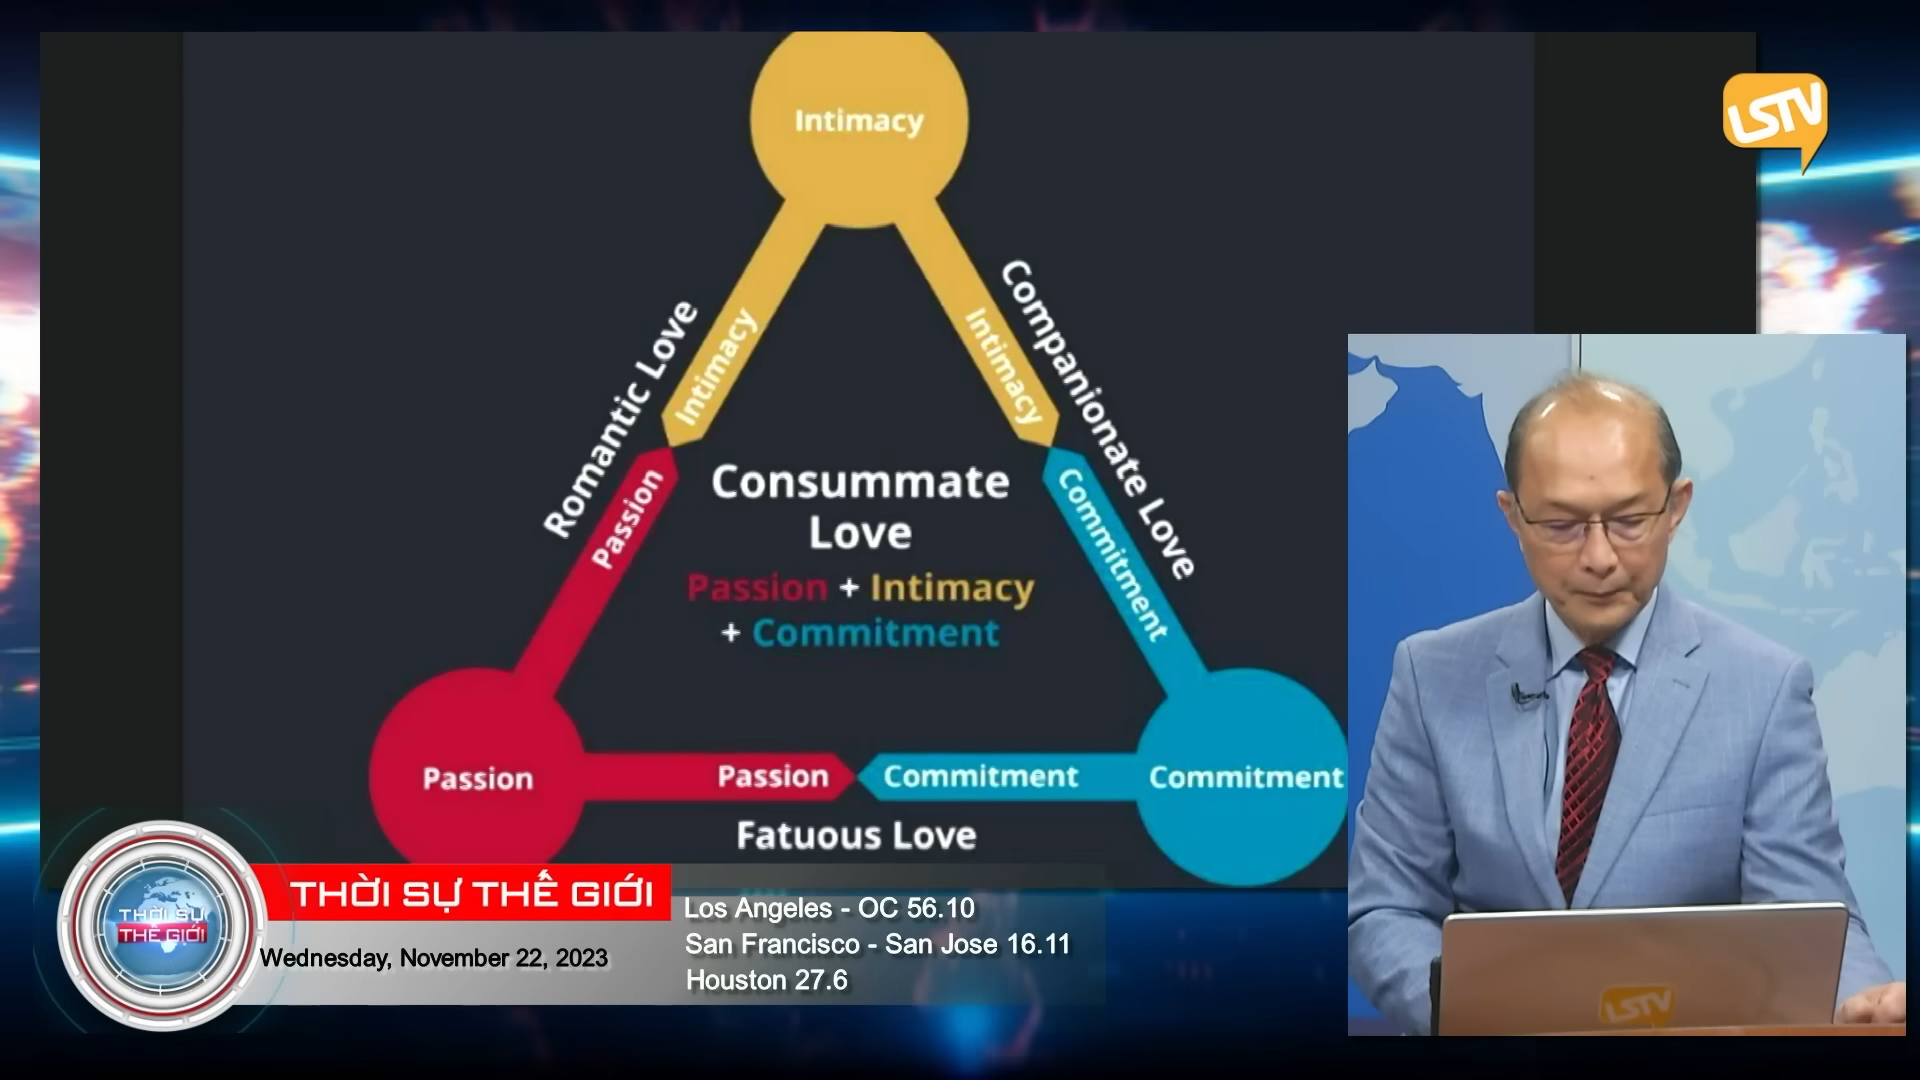 Intimacy
LSTV
Romantic Love
Intimacy
Intimacy
Companionate Love
Passion
Commitment
Consummate
Love
Passion + Intimacy
+ Commitment
Passion
Passion
Commitment
Commitment
Fatuous Love
THỜI SỰ THẾ GIỚI
THỜI SỰ
THẾ GIỚI
Wednesday, November 22, 2023
Los Angeles - OC 56.10
San Francisco - San Jose 16.11
Houston 27.6
LSTV